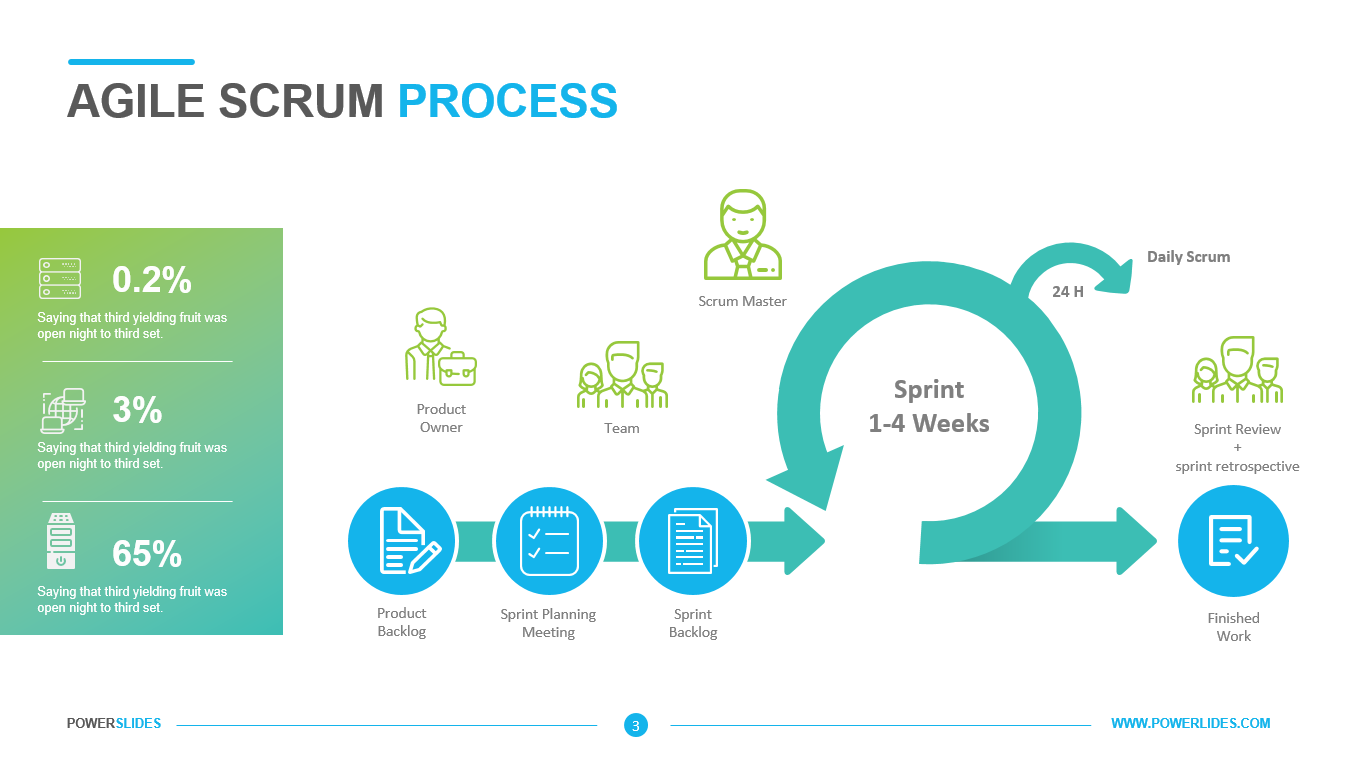 AGILE SCRUM PROCESS
0.2%
Saying that third yielding fruit was
open night to third set.
3%
Saying that third yielding fruit was
open night to third set.
65%
Saying that third yielding fruit was
open night to third set.
Scrum Master
Product
Owner
Team
Daily Scrum
24 H
Sprint
1-4 Weeks
Sprint Review
+
sprint retrospective
Product
Backlog
Sprint Planning
Meeting
Sprint
Backlog
Finished
Work
POWERSLIDES
3
WWW.POWERLIDES.COM